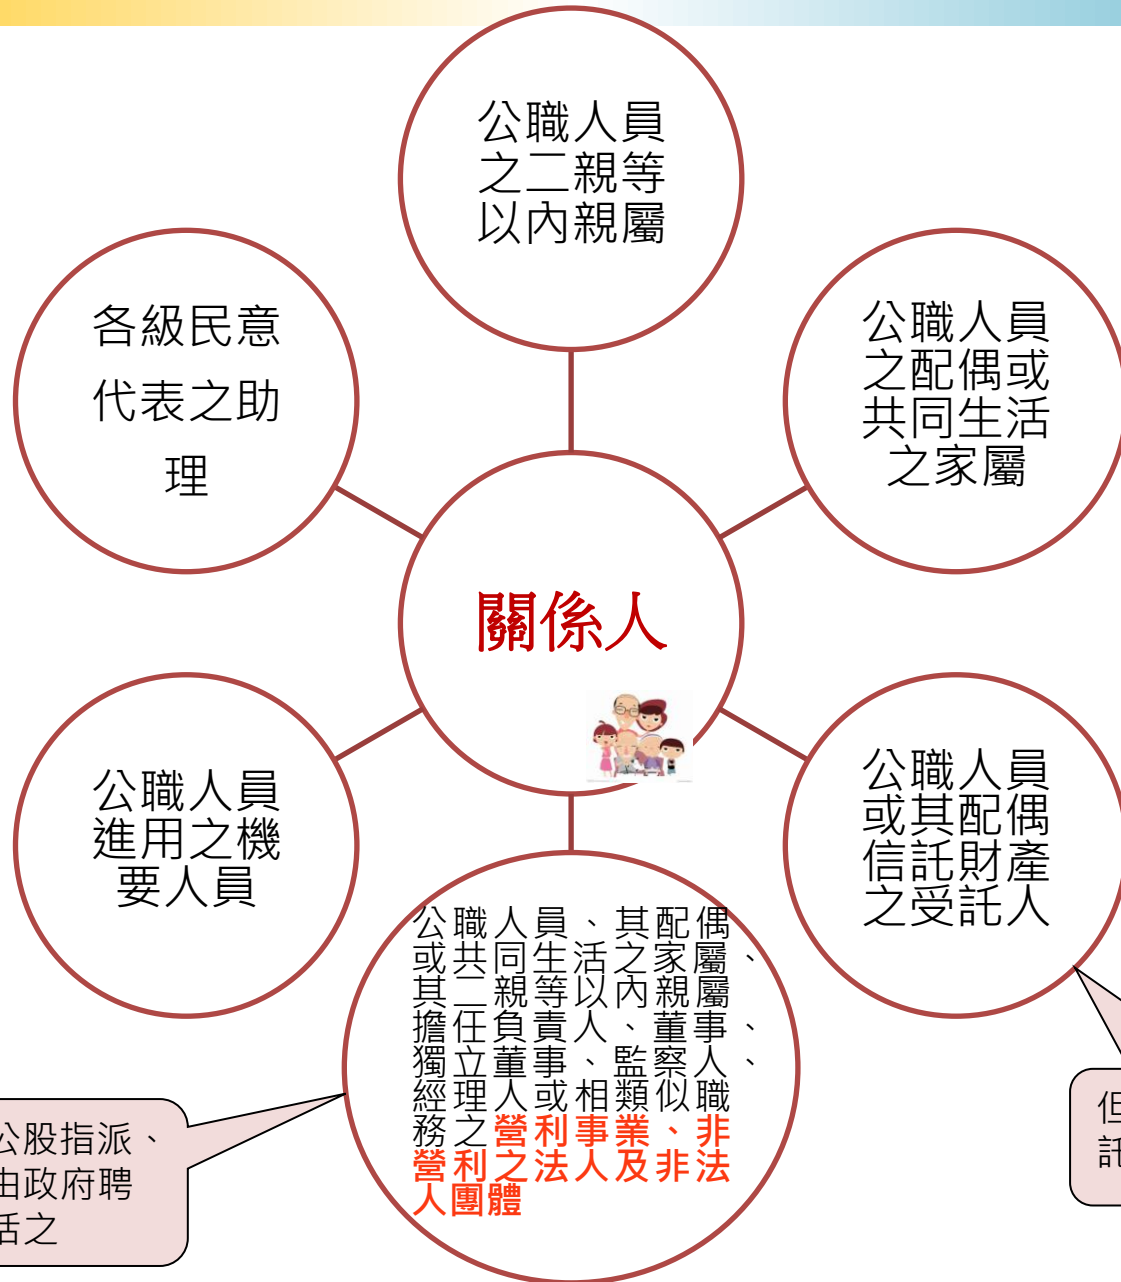 公職人員
之二親等
以內親屬
各級民意
代表之助
理
公職人員
之配偶或
共同生活
之家屬
關係人
公職人員
進用之機
要人員
公職人員
或其配偶
信託財產
之受託人
公職人員、其配偶
或共同生活之家屬、
其二親等以內親屬
擔任負責人、董事、
獨立董事、監察人、
經理人或相類似職
務之營利事業、非
營利之法人及非法
人團體
公股指派、
由政府聘
括之
但
託